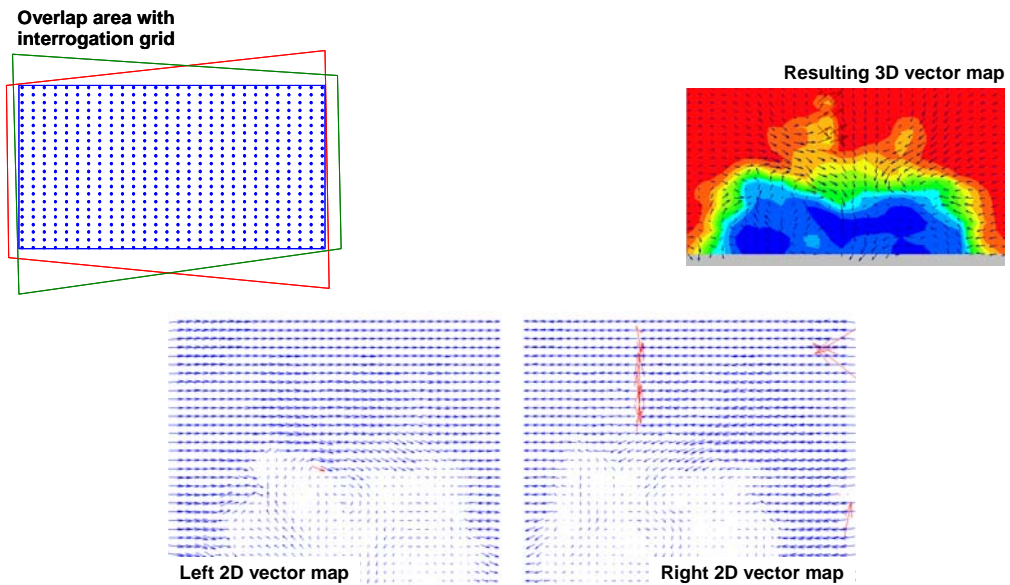 Overlap area with
interrogation grid
Resulting 3D vector map
Left 2D vector map
Right 2D vector map